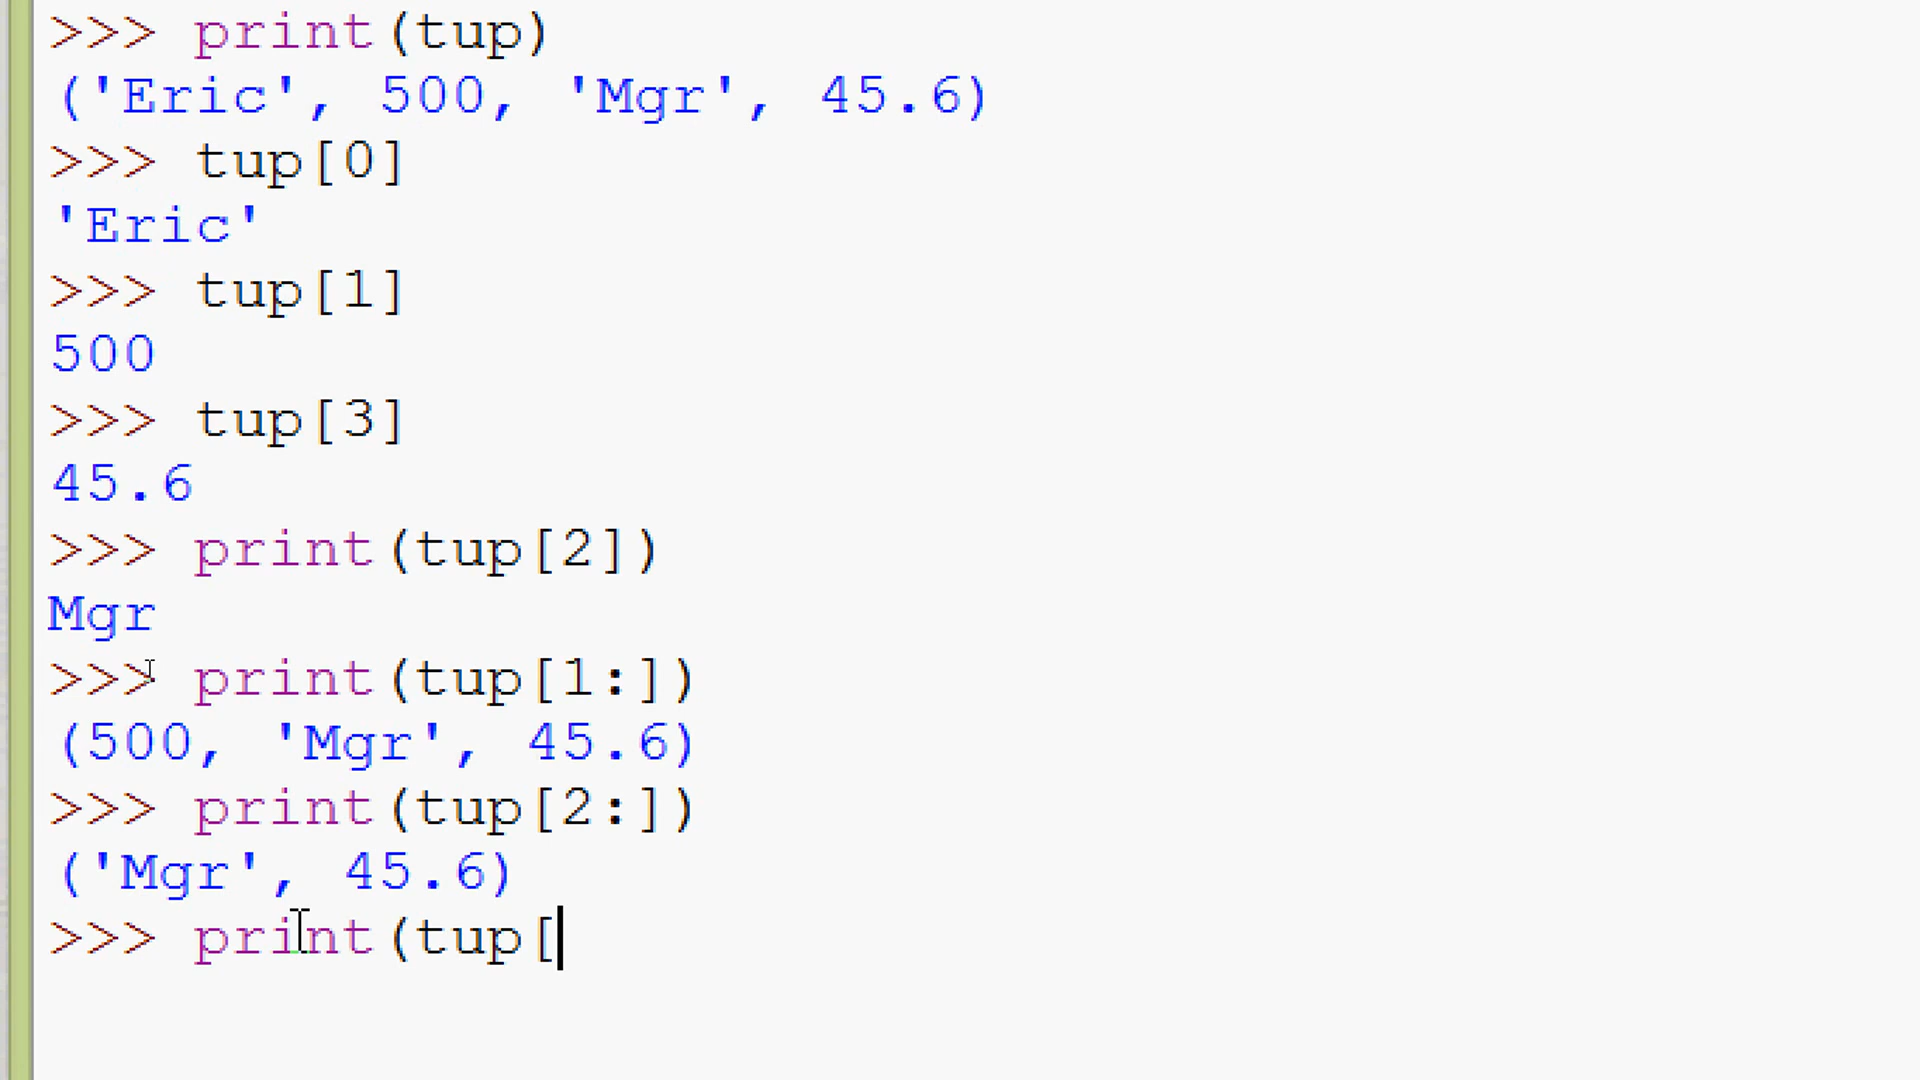 >>> print(tup)
('Eric', 500, 'Mgr', 45.6)
>>> tup[0]
'Eric'
>>> tup[1]
500
>>> tup[3]
45.6
>>> print(tup[2])
Mgr
>>> print(tup[1:])
(500, 'Mgr', 45.6)
>>> print(tup[2:])
('Mgr', 45.6)
>>> print(tup[